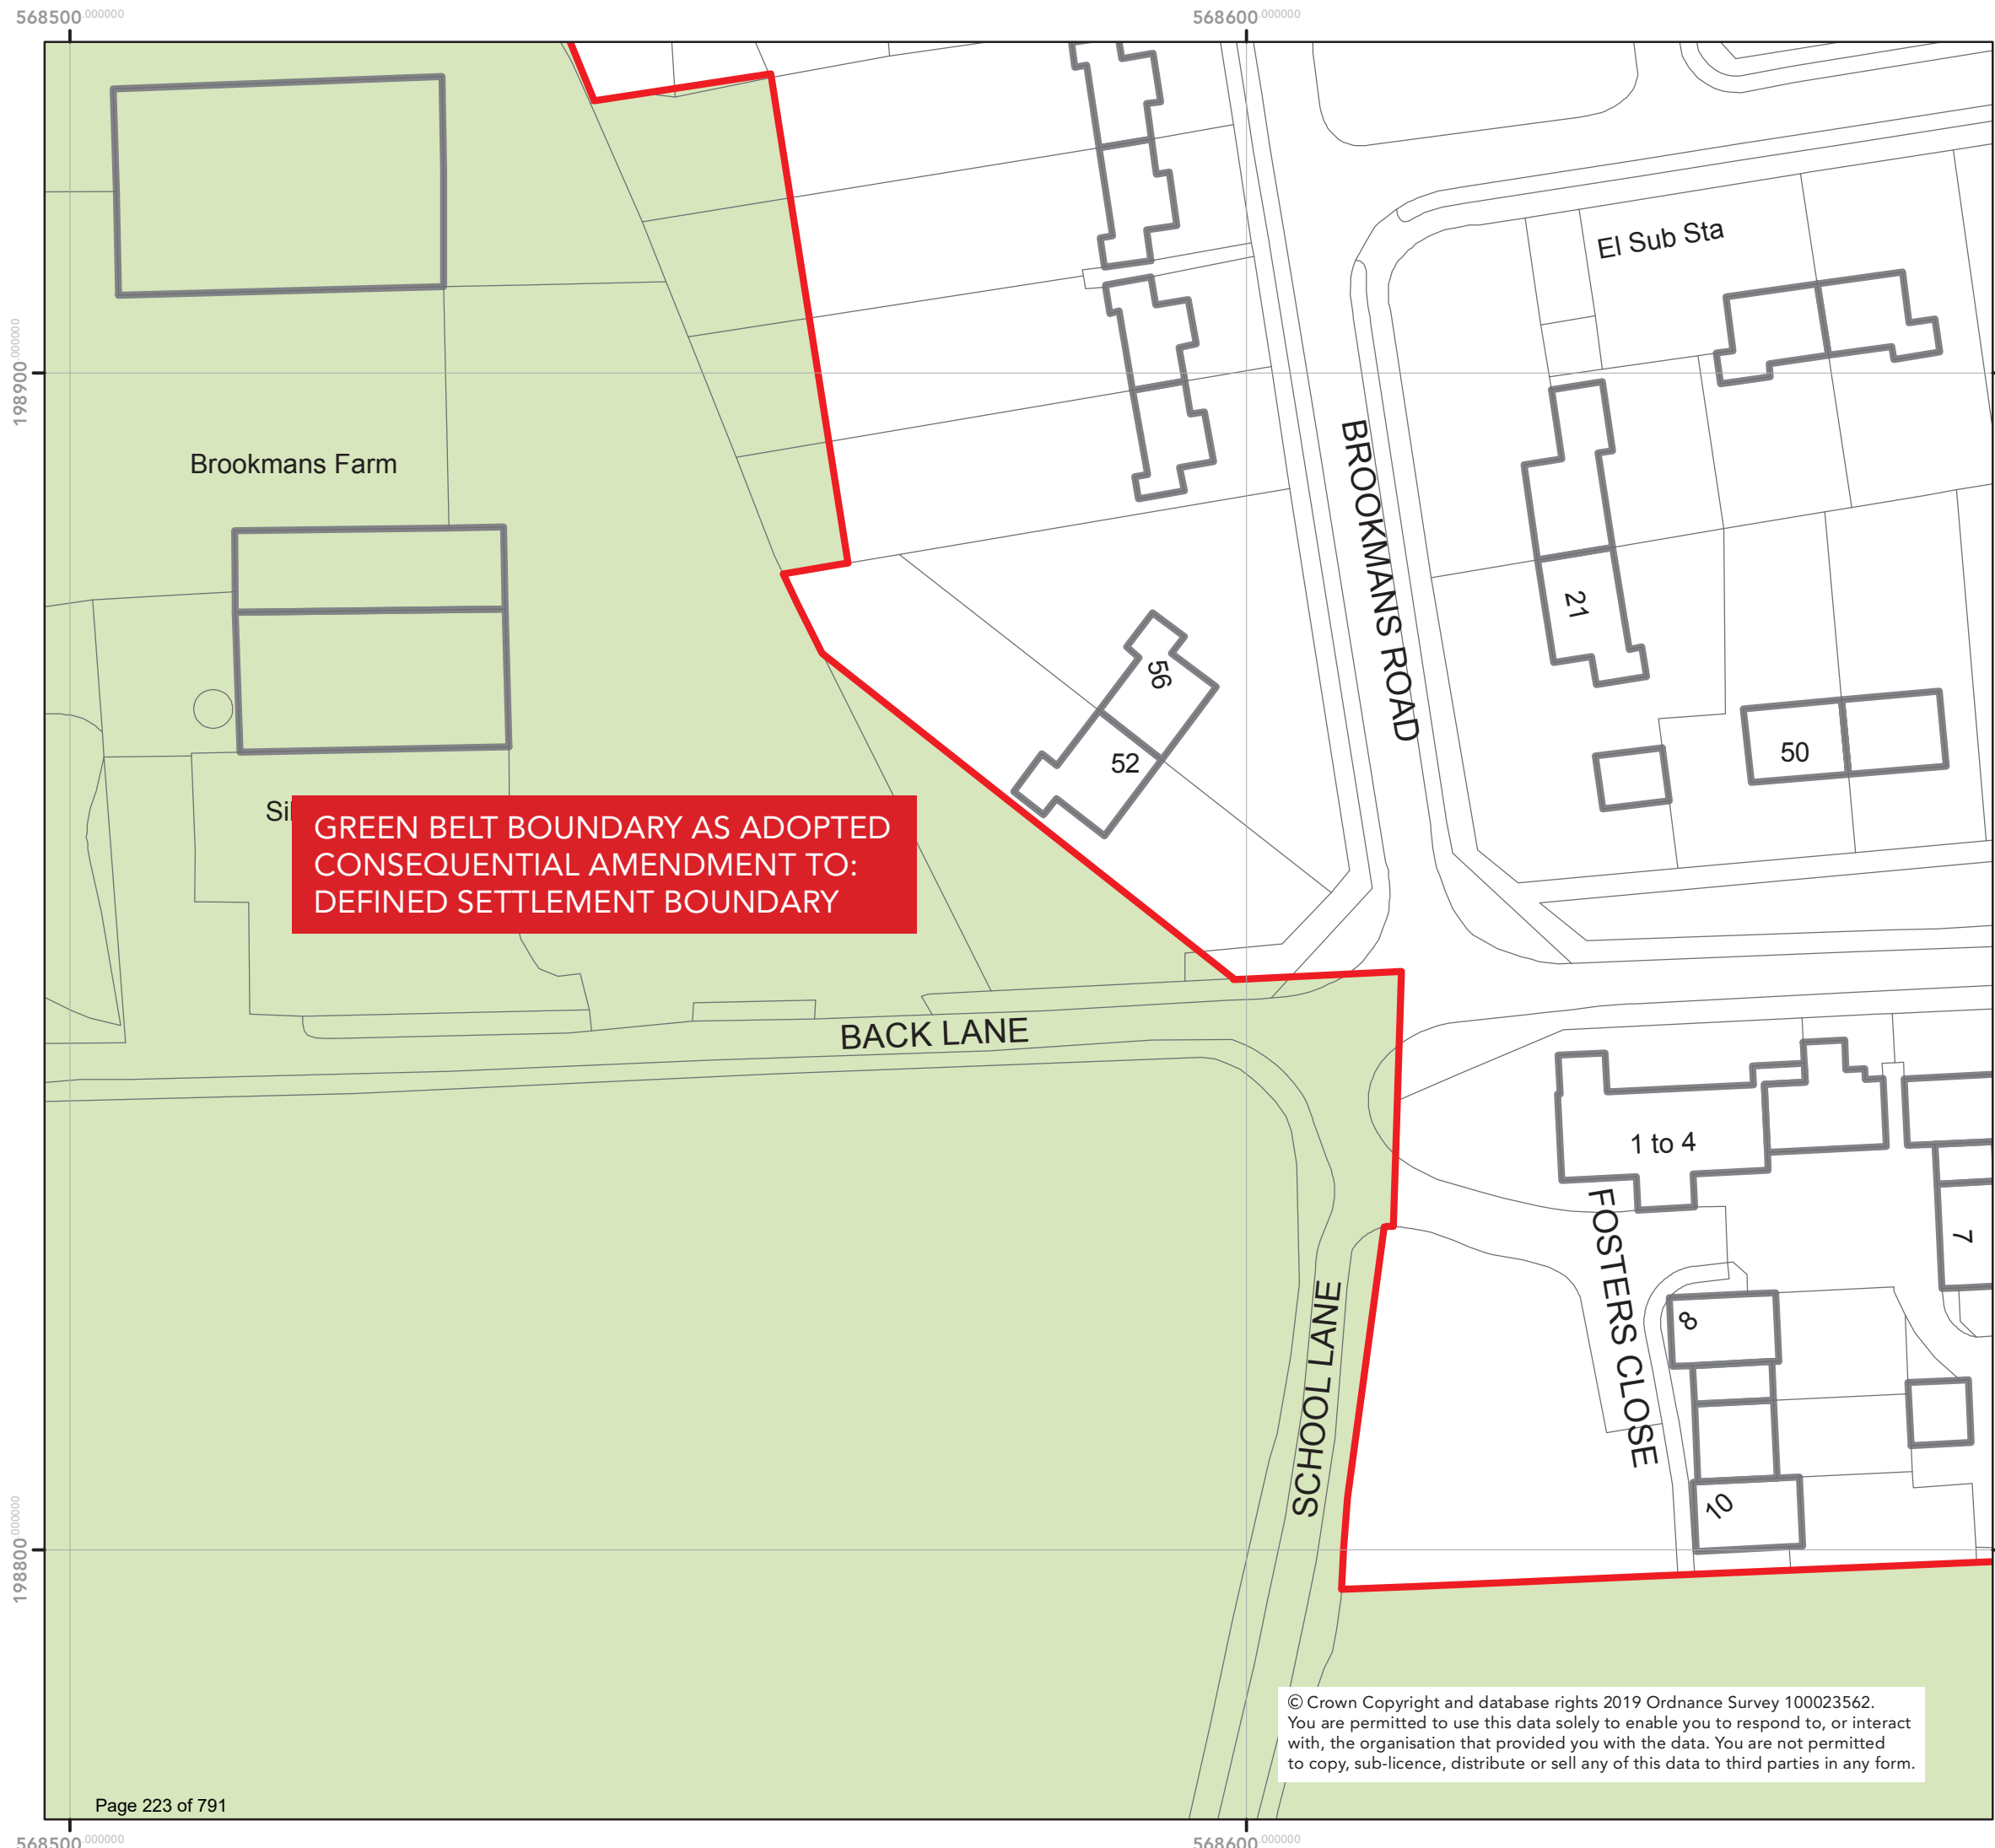 568500.000000
568600.000000
El Sub Sta
198900.000000
Brookmans Farm
BROOKMANS ROAD
21
56
52
50
GREEN BELT BOUNDARY AS ADOPTED
CONSEQUENTIAL AMENDMENT TO:
DEFINED SETTLEMENT BOUNDARY
BACK LANE
1 to 4
FOSTERS CLOSE
7
SCHOOL LANE
8
10
198800.000000
© Crown Copyright and database rights 2019 Ordnance Survey 100023562.
You are permitted to use this data solely to enable you to respond to, or interact
with, the organisation that provided you with the data. You are not permitted
to copy, sub-licence, distribute or sell any of this data to third parties in any form.
Page 223 of 791
568500.000000
568600.000000